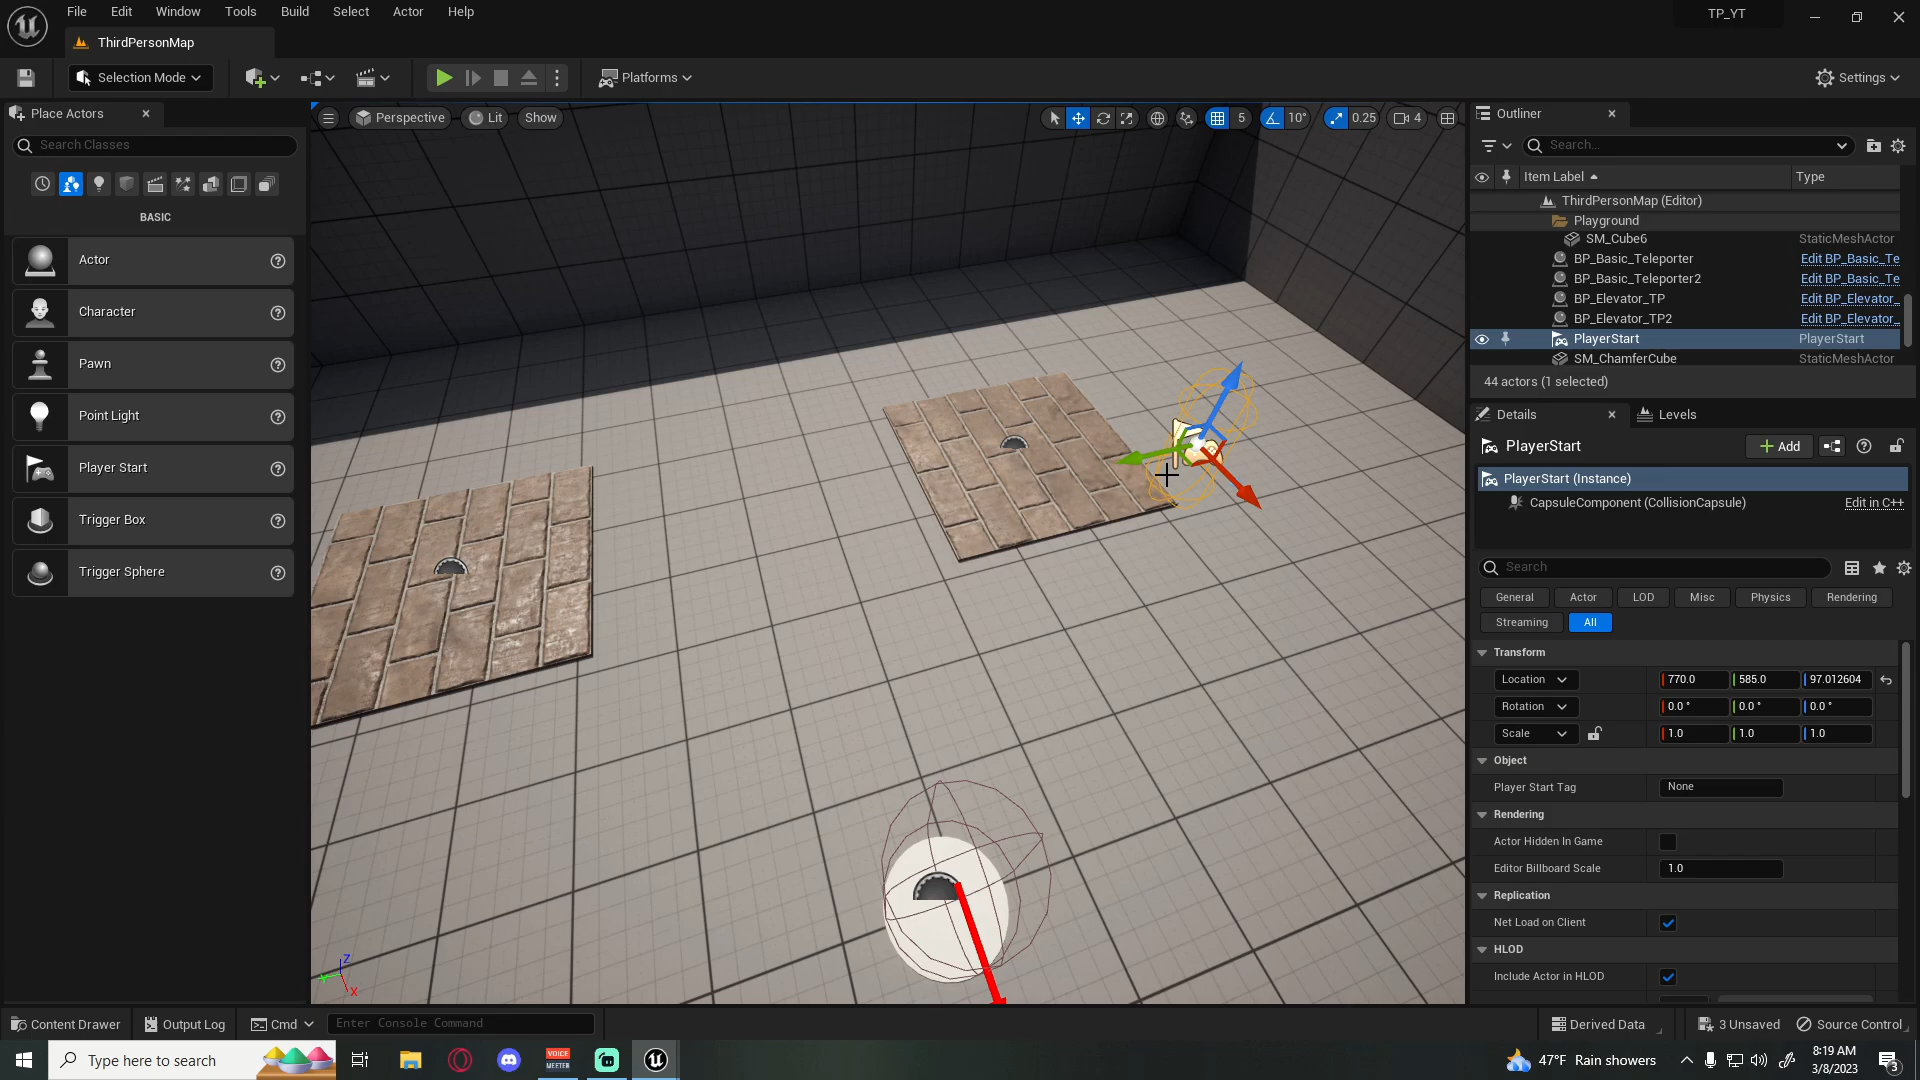 File Edit Window Tools Build Select Actor Help
TP_YT
ThirdPersonMap
Selection Mode
Platforms
Settings
Place Actors
Search Classes
BASIC
Actor
Character
Pawn
Point Light
Player Start
Trigger Box
Trigger Sphere
Perspective Lit Show
5 10° 0.25 4
Z
Y
X
Outliner
Search...
Item Label Type
ThirdPersonMap (Editor)
Playground
SM_Cube6 StaticMeshActor
BP_Basic_Teleporter Edit BP_Basic_Te
BP_Basic_Teleporter2 Edit BP_Basic_Te
BP_Elevator_TP Edit BP_Elevator_
BP_Elevator_TP2 Edit BP_Elevator_
PlayerStart PlayerStart
SM_ChamferCube StaticMeshActor
44 actors (1 selected)
Details Levels
PlayerStart Add
PlayerStart (Instance)
CapsuleComponent (CollisionCapsule) Edit in C++
Search
General Actor LOD Misc Physics Rendering
Streaming All
Transform
Location 770.0 585.0 97.012604
Rotation 0.0 ° 0.0 ° 0.0 °
Scale 1.0 1.0 1.0
Object
Player Start Tag None
Rendering
Actor Hidden In Game
Editor Billboard Scale 1.0
Replication
Net Load on Client
HLOD
Include Actor in HLOD
Content Drawer Output Log Cmd Enter Console Command Derived Data 3 Unsaved Source Control
Type here to search
VOICE
MEETER
47°F Rain showers
8:19 AM
3/8/2023
3